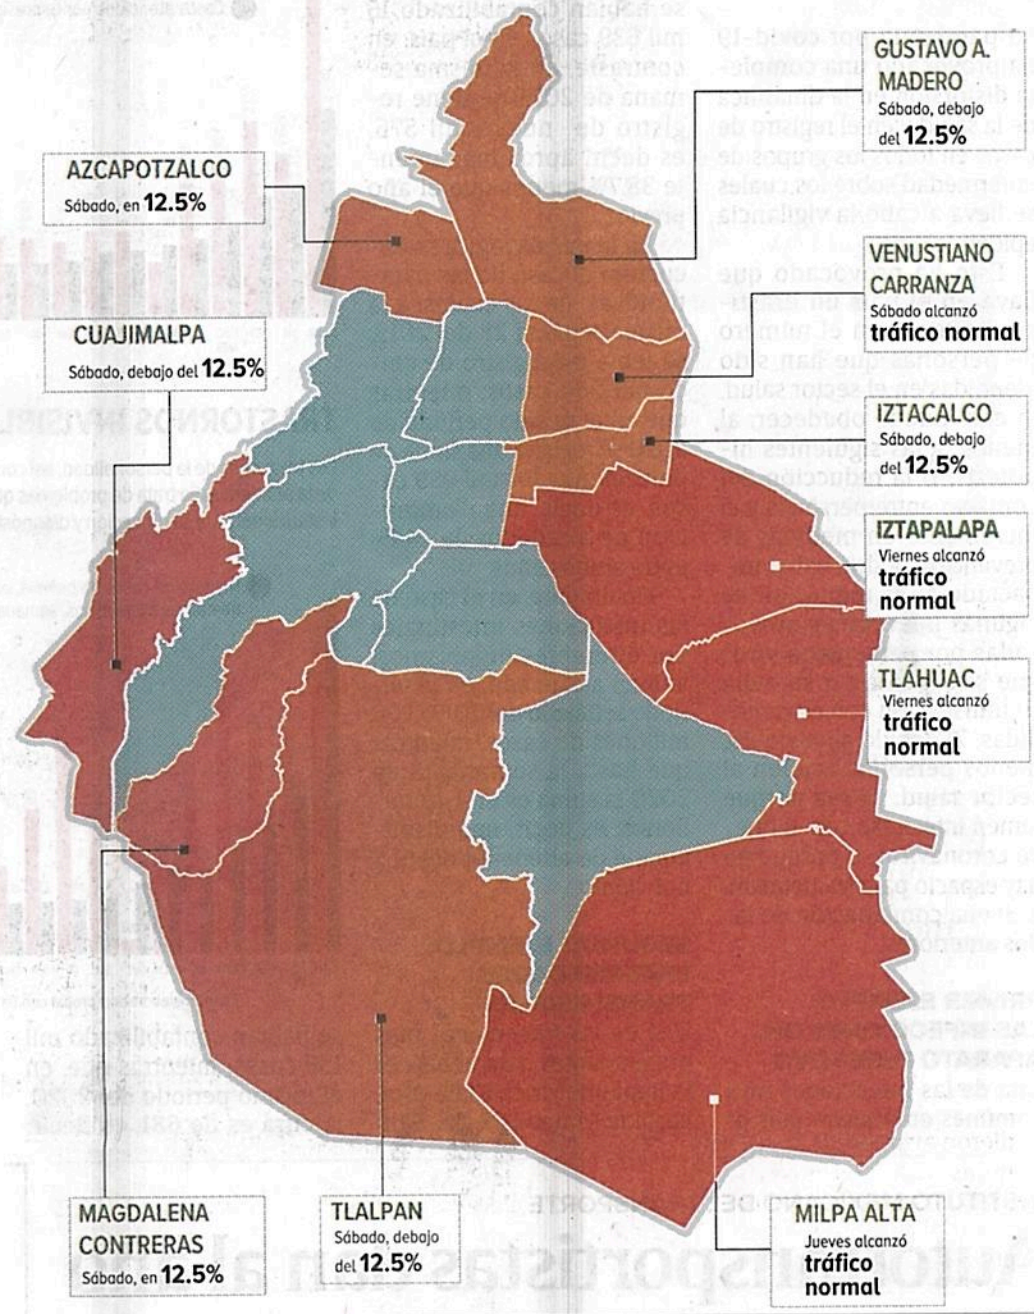 GUSTAVO A.
MADERO
Sábado, debajo
del 12.5%
AZCAPOTZALCO
Sábado, en 12.5%
VENUSTIANO
CARRANZA
Sábado alcanzó
tráfico normal
CUAJIMALPA
Sábado, debajo del 12.5%
IZTACALCO
Sábado, debajo
del 12.5%
IZTAPALAPA
Viernes alcanzó
tráfico
normal
TLÁHUAC
Viernes alcanzó
tráfico
normal
MAGDALENA
CONTRERAS
Sábado, en 12.5%
TLALPAN
Sábado, debajo
del 12.5%
MILPA ALTA
Jueves alcanzó
tráfico
normal